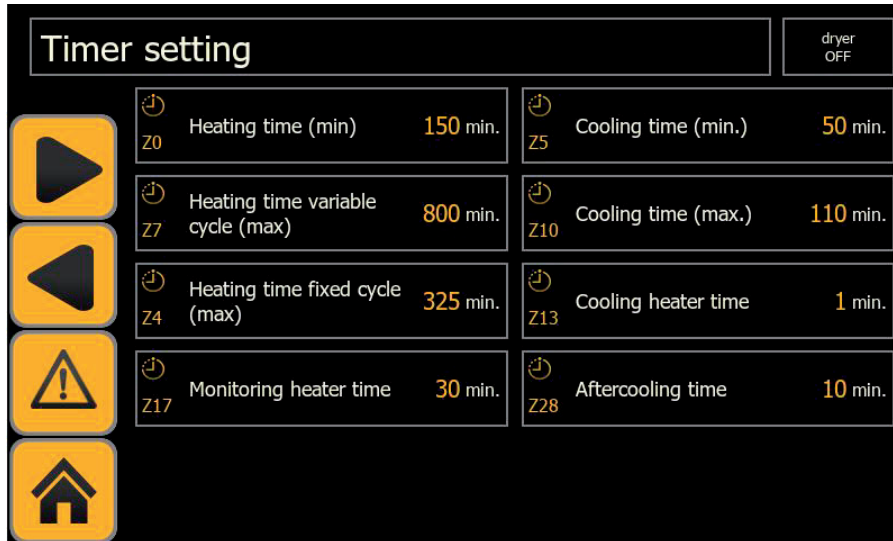 Timer setting
dryer
OFF
Z0 Heating time (min) 150 min.
Z5 Cooling time (min.) 50 min.
Z7 Heating time variable
cycle (max) 800 min.
Z10 Cooling time (max.) 110 min.
Z4 Heating time fixed cycle
(max) 325 min.
Z13 Cooling heater time 1 min.
Z17 Monitoring heater time 30 min.
Z28 Aftercooling time 10 min.